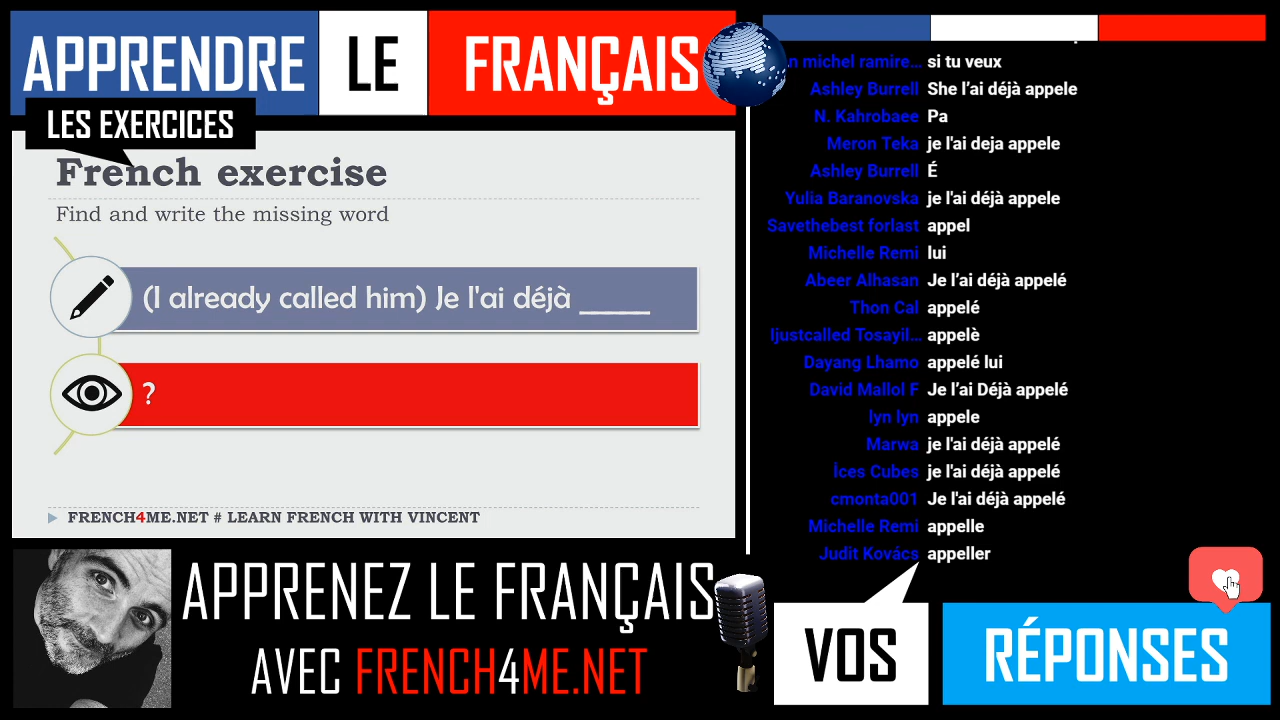 APPRENDRE LE FRANÇAIS
LES EXERCICES
French exercise
Find and write the missing word
(I already called him) Je l'ai déjà _____
?
FRENCH4ME.NET # LEARN FRENCH WITH VINCENT
APPRENEZ LE FRANÇAIS
AVEC FRENCH4ME.NET
michel ramire... si tu veux
Ashley Burrell She l’ai déjà appele
N. Kahrobaee Pa
Meron Teka je l'ai deja appele
Ashley Burrell É
Yulia Baranovska je l'ai déjà appele
Savethebest forlast appel
Michelle Remi lui
Abeer Alhasan Je l’ai déjà appelé
Thon Cal appelé
Ijustcalled Tosayil... appelè
Dayang Lhamo appelé lui
David Mallol F Je l’ai Déjà appelé
lyn lyn appele
Marwa je l'ai déjà appelé
İces Cubes je l'ai déjà appelé
cmonta001 Je l'ai déjà appelé
Michelle Remi appelle
Judit Kovács appeller
VOS RÉPONSES